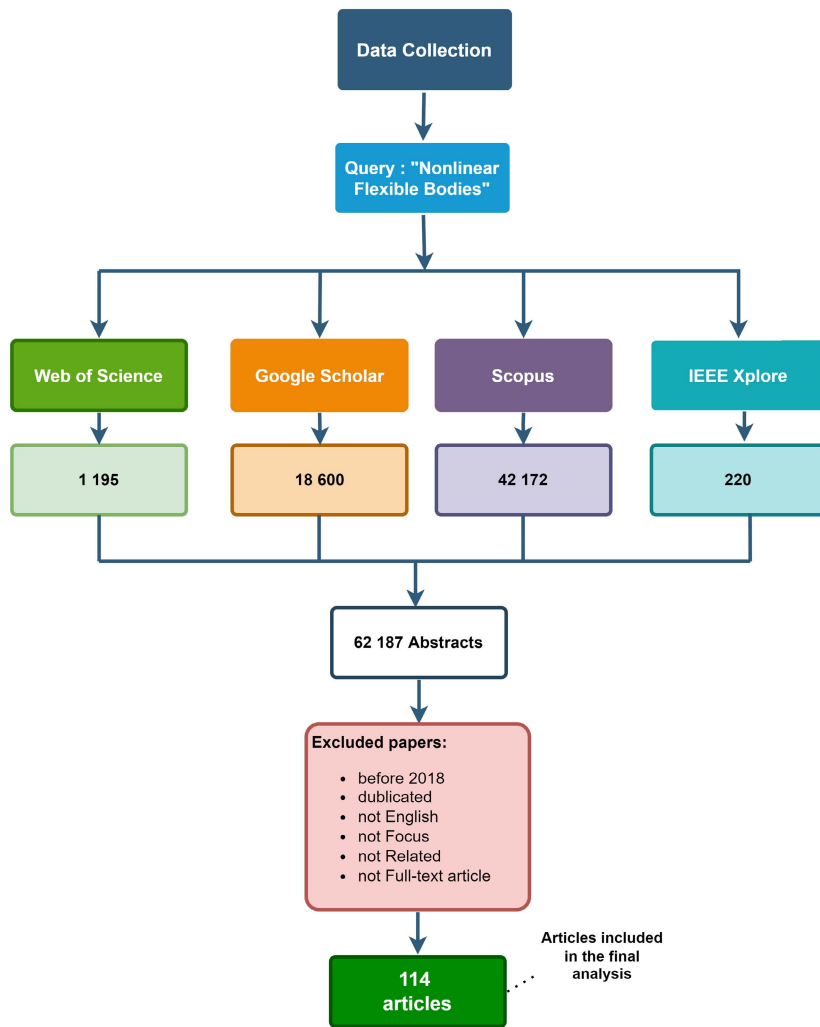 Data Collection
Query : "Nonlinear
Flexible Bodies"
Web of Science
Google Scholar
Scopus
IEEE Xplore
1 195
18 600
42 172
220
62 187 Abstracts
Excluded papers:
• before 2018
• dublicated
• not English
• not Focus
• not Related
• not Full-text article
Articles included
in the final
analysis
114
articles